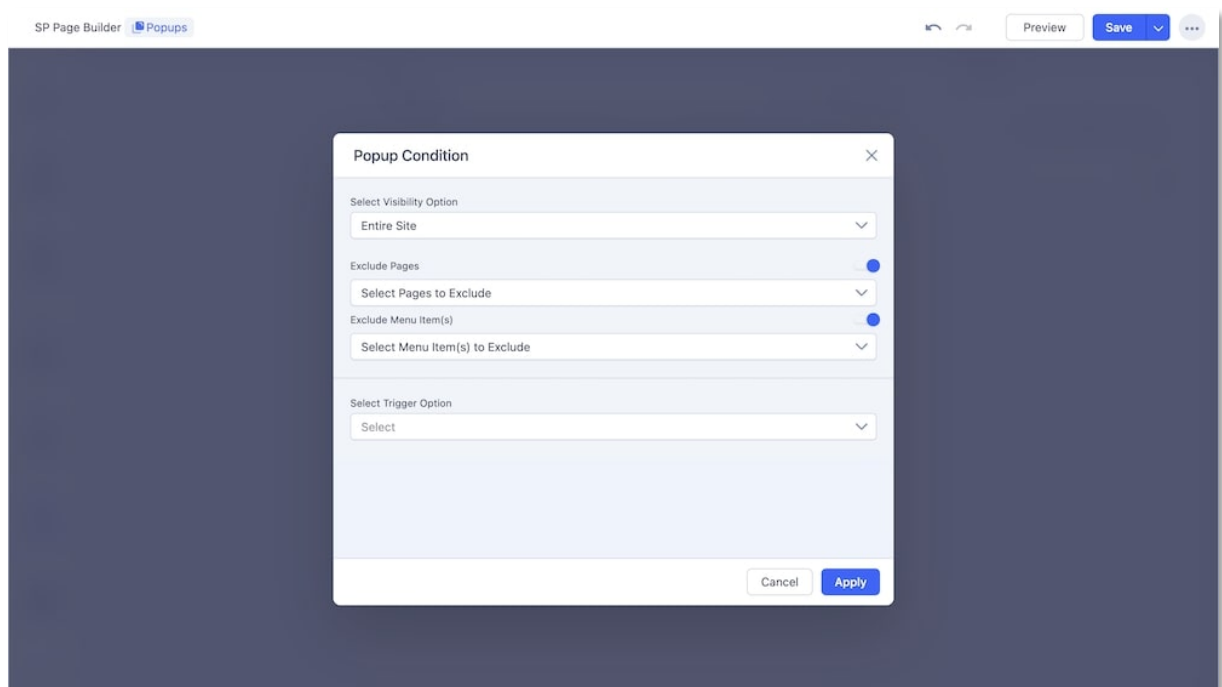 SP Page Builder Popups Preview Save
Popup Condition
Select Visibility Option
Entire Site
Exclude Pages
Select Pages to Exclude
Exclude Menu Item(s)
Select Menu Item(s) to Exclude
Select Trigger Option
Select
Cancel Apply